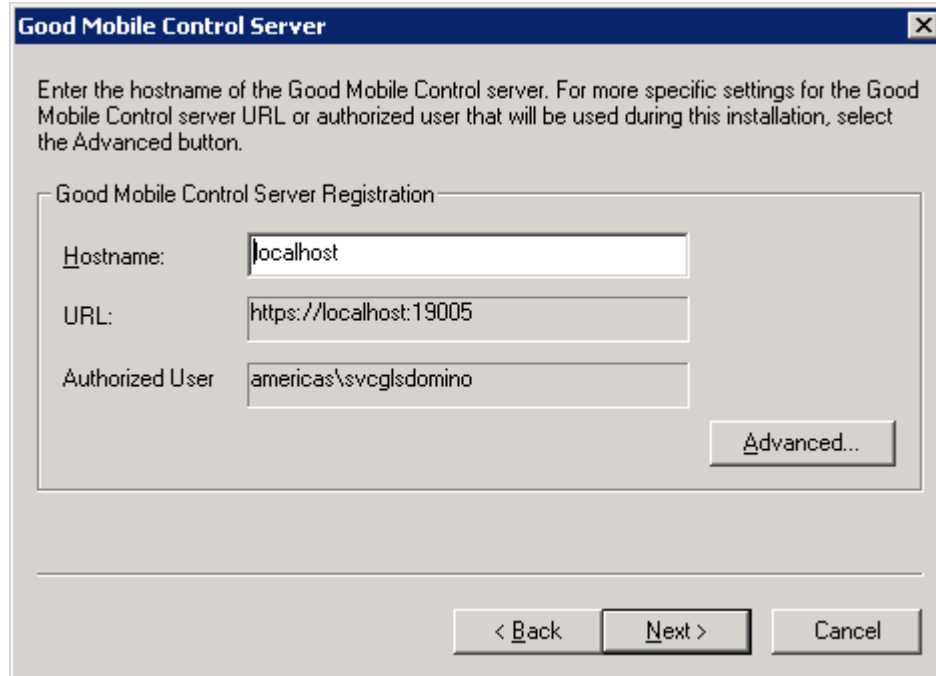 Good Mobile Control Server
Enter the hostname of the Good Mobile Control server. For more specific settings for the Good
Mobile Control server URL or authorized user that will be used during this installation, select
the Advanced button.
Good Mobile Control Server Registration
Hostname:
localhost
URL:
https://localhost:19005
Authorized User
americas\svcglsdomino
Advanced...
< Back
Next >
Cancel